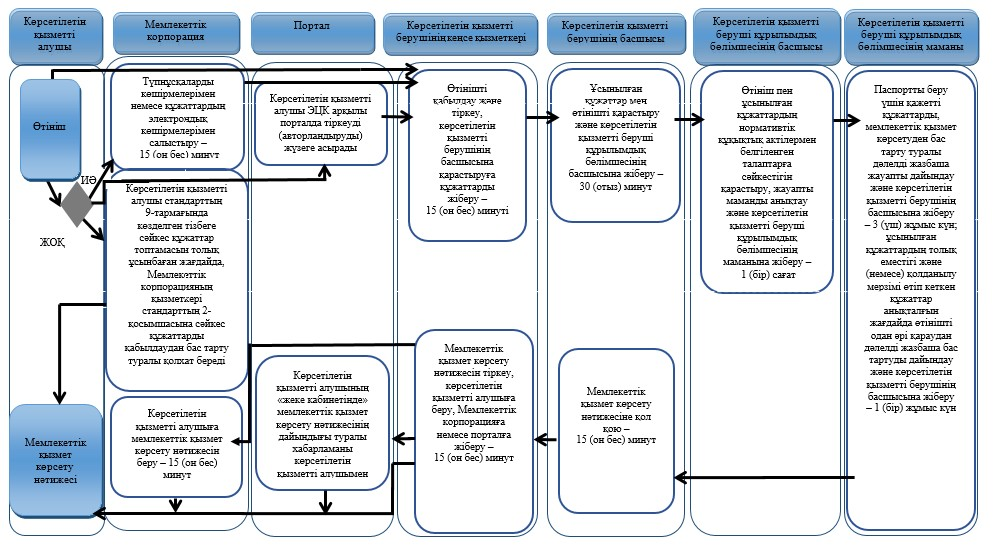 Көрсетілетін
қызметті
алушы
Мемлекеттік
корпорация
Портал
Көрсетілетін қызметті
берушінің кеңсе қызметкері
Көрсетілетін қызметті
берушінің басшысы
Көрсетілетін қызметті
беруші құрылымдық
бөлімшесінің басшысы
Көрсетілетін қызметті
беруші құрылымдық
бөлімшесінің маманы
Өтініш
ИӘ
ЖОҚ
Мемлекеттік
қызмет
көрсету
нәтижесі
Түпнұсқаларды
көшірмелерімен
немесе құжаттардың
электрондық
көшірмелерімен
салыстыру –
15 (он бес) минут
Көрсетілетін қызметті
алушы стандарттың
9-тармағында
көзделген тізбеге
сәйкес құжаттар
топтамасын толық
ұсынбаған жағдайда,
Мемлекеттік
корпорацияның
қызметкері
стандарттың 2-
қосымшасына сәйкес
құжаттарды
қабылдаудан бас тарту
туралы қолхат береді
Көрсетілетін
қызметті алушыға
мемлекеттік қызмет
көрсету нәтижесін
беру – 15 (он бес)
минут
Көрсетілетін қызметті
алушы ЭЦҚ арқылы
порталда тіркеуді
(авторландыруды)
жүзеге асырады
Көрсетілетін
қызметті алушының
«жеке кабинетінде»
мемлекеттік қызмет
көрсету нәтижесінің
дайындығы туралы
хабарламаны
көрсетілетін
қызметті алушымен
Өтінішті
қабылдау және
тіркеу,
көрсетілетін
қызметті
берушінің
басшысына
қарастыруға
құжаттарды
жіберу –
15 (он бес) минуті
Мемлекеттік
қызмет көрсету
нәтижесін тіркеу,
көрсетілетін
қызметті алушыға
беру, Мемлекеттік
корпорацияға
немесе порталға
жіберу –
15 (он бес) минут
Ұсынылған
құжаттар мен
өтінішті қарастыру
және көрсетілетін
қызметті беруші
құрылымдық
бөлімшесінің
басшысына жіберу –
30 (отыз) минут
Мемлекеттік
қызмет көрсету
нәтижесіне қол
қою –
15 (он бес) минут
Өтініш пен
ұсынылған
құжаттардың
нормативтік
құқықтық актілермен
белгіленген
талаптарға
сәйкестігін
қарастыру, жауапты
маманды анықтау
және көрсетілетін
қызметті беруші
құрылымдық
бөлімшесінің
маманына жіберу –
1 (бір) сағат
Паспортты беру
үшін қажетті
құжаттарды,
мемлекеттік қызмет
көрсетуден бас
тарту туралы
дәлелді жазбаша
жауапты дайындау
және көрсетілетін
қызметті берушінің
басшысына жіберу
– 3 (үш) жұмыс күн;
ұсынылған
құжаттардың толық
еместігі және
(немесе) қолданылу
мерзімі өтіп кеткен
құжаттар
анықталғын
жағдайда өтінішті
одан әрі қараудан
дәлелді жазбаша бас
тартуды дайындау
және көрсетілетін
қызметті берушінің
басшысына жіберу
– 1 (бір) жұмыс күн